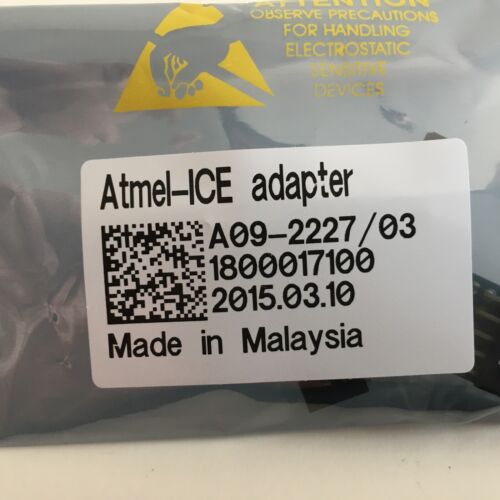 ATTENTION
OBSERVE PRECAUTIONS
FOR HANDLING
ELECTROSTATIC
SENSITIVE
DEVICES
Atmel-ICE adapter
A09-2227/03
1800017100
2015.03.10
Made in Malaysia